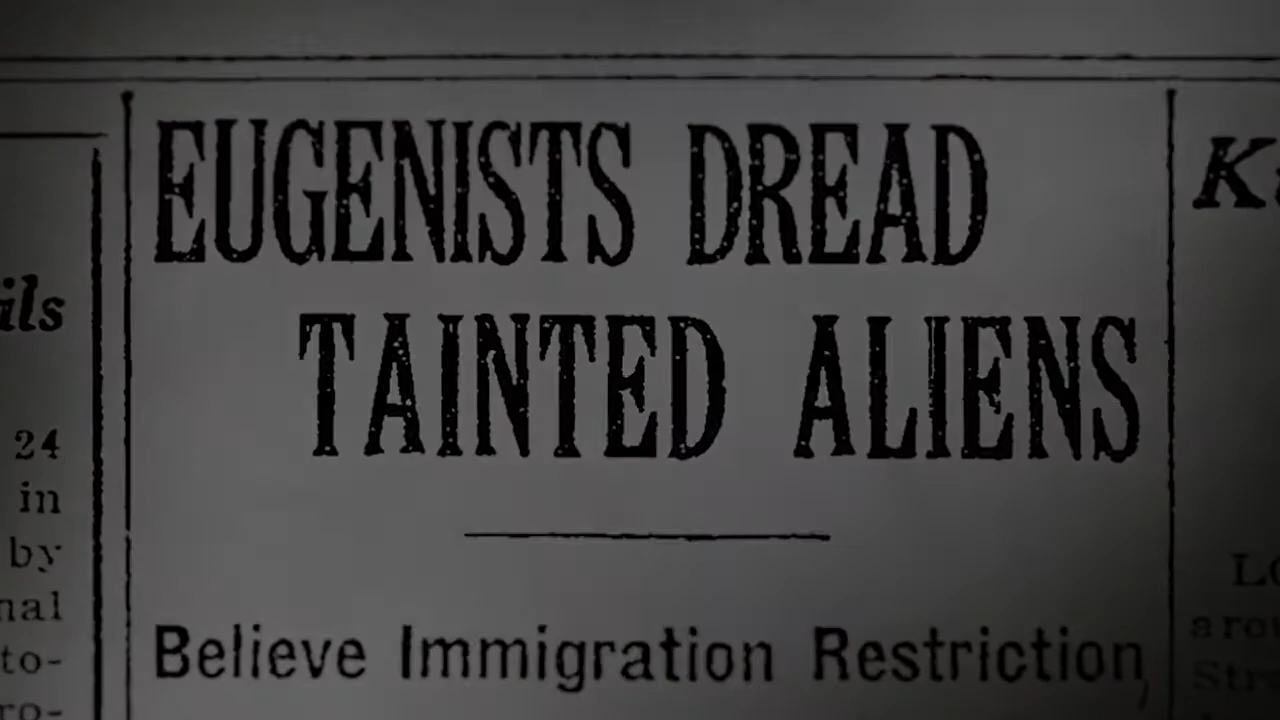 ils
24
in
by
nal
to-
ro-
EUGENISTS DREAD
TAINTED ALIENS
Believe Immigration Restriction